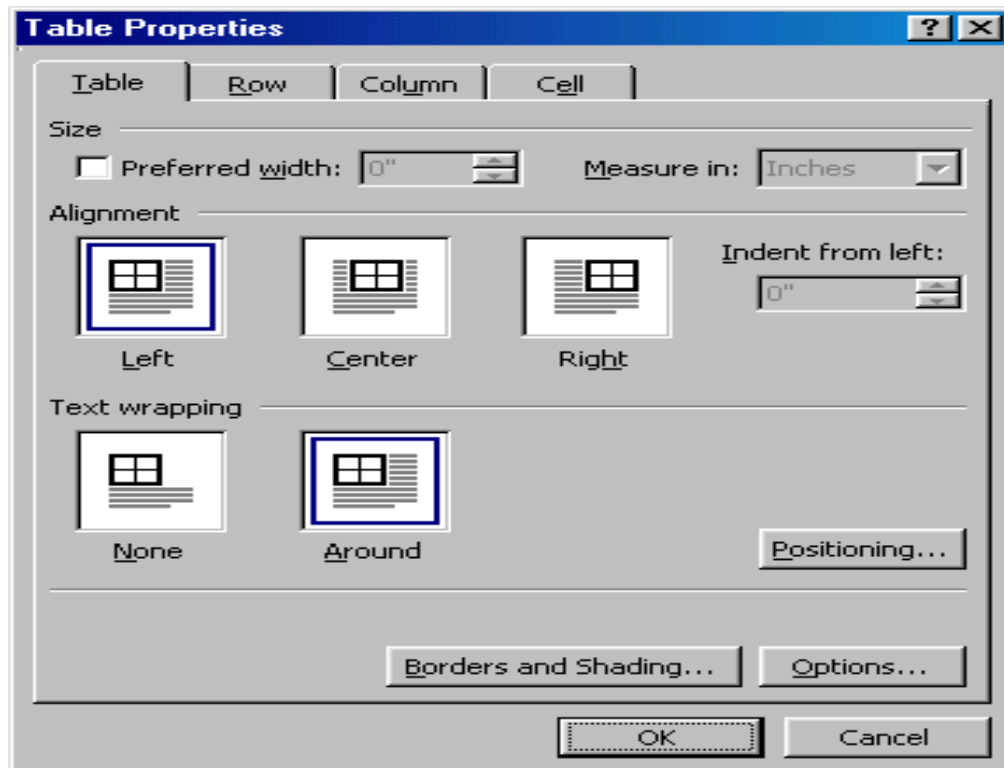 Table Properties ?
Table Row Column Cell
Size
Preferred width: 0" Measure in: Inches
Alignment
Indent from left:
0"
Left Center Right
Text wrapping
None Around
Positioning...
Borders and Shading... Options...
OK Cancel